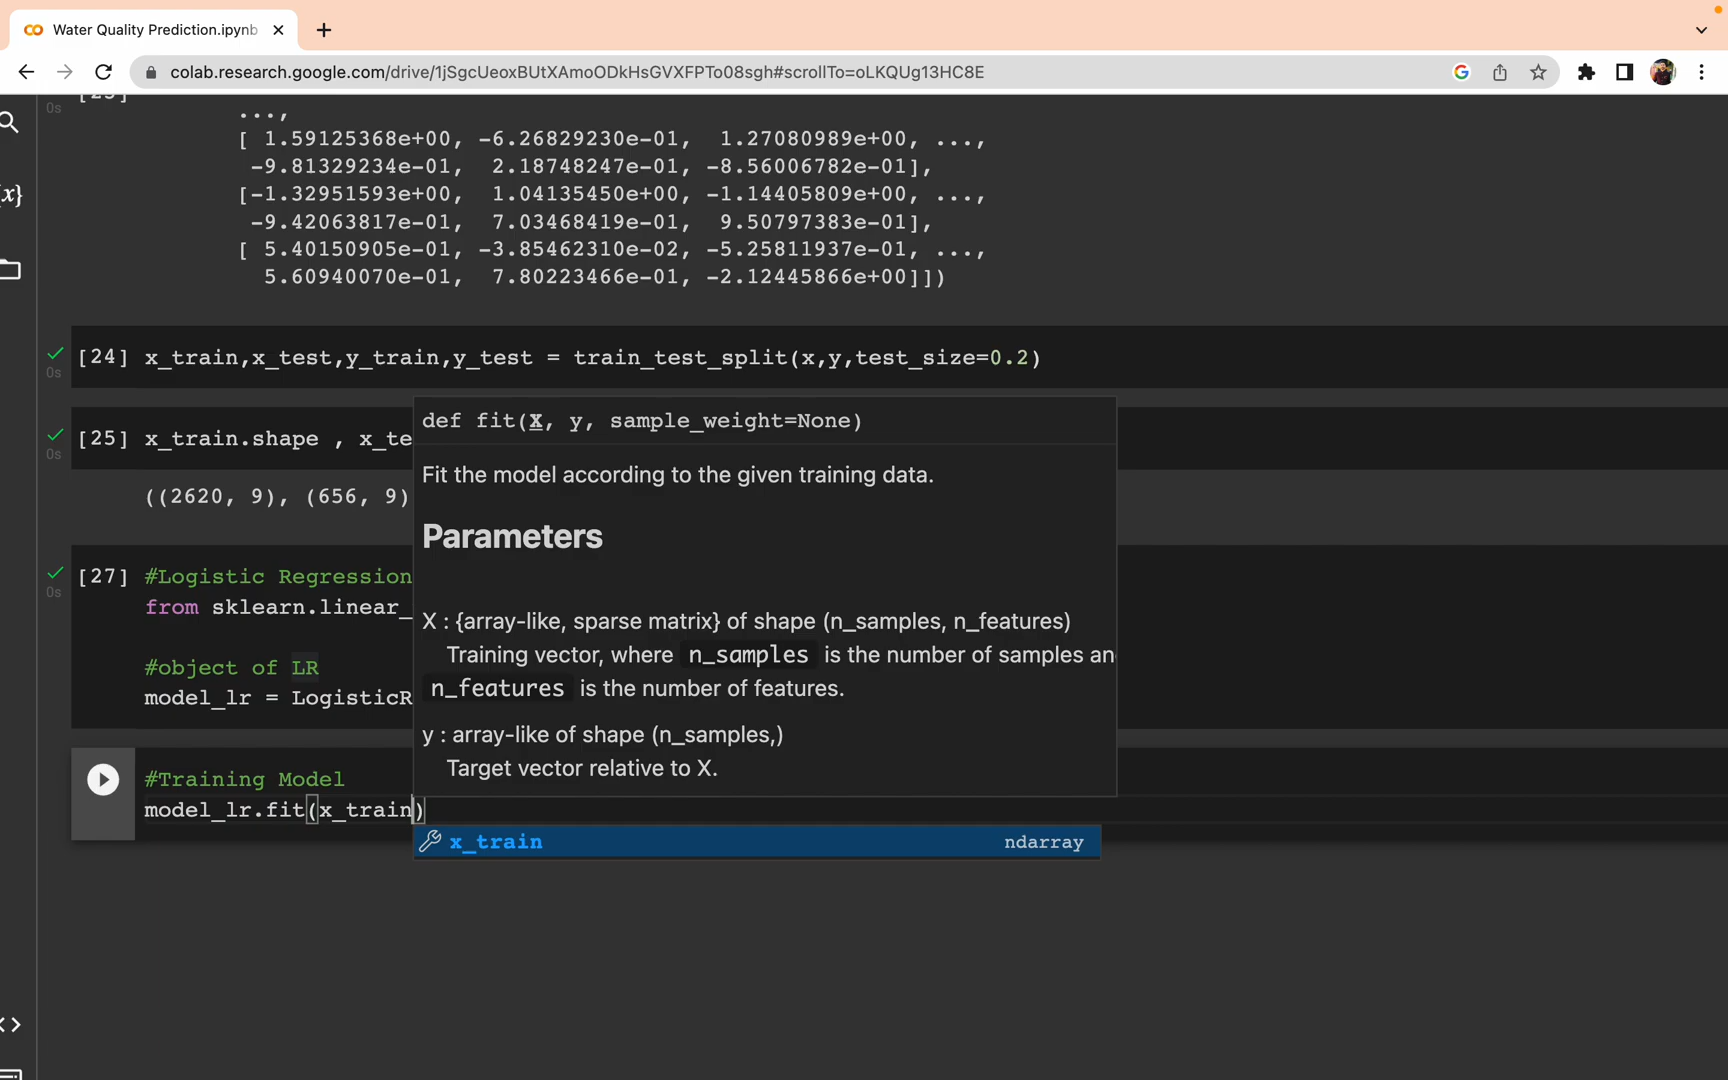 Water Quality Prediction.ipynb
colab.research.google.com/drive/1jSgcUeoxBUtXAmoODkHsGVXFPTo08sgh#scrollTo=oLKQUg13HC8E
0s
...,
[ 1.59125368e+00, -6.26829230e-01, 1.27080989e+00, ...,
-9.81329234e-01, 2.18748247e-01, -8.56006782e-01],
[-1.32951593e+00, 1.04135450e+00, -1.14405809e+00, ...,
-9.42063817e-01, 7.03468419e-01, 9.50797383e-01],
[ 5.40150905e-01, -3.85462310e-02, -5.25811937e-01, ...,
5.60940070e-01, 7.80223466e-01, -2.12445866e+00]])
[24] x_train,x_test,y_train,y_test = train_test_split(x,y,test_size=0.2)
0s
def fit(X, y, sample_weight=None)
[25] x_train.shape , x_te
0s
Fit the model according to the given training data.
((2620, 9), (656, 9)
Parameters
[27] #Logistic Regression
0s
from sklearn.linear_
X : {array-like, sparse matrix} of shape (n_samples, n_features)
Training vector, where n_samples is the number of samples an
#object of LR
n_features is the number of features.
model_lr = LogisticR
y : array-like of shape (n_samples,)
Target vector relative to X.
#Training Model
model_lr.fit(x_train)
x_train ndarray